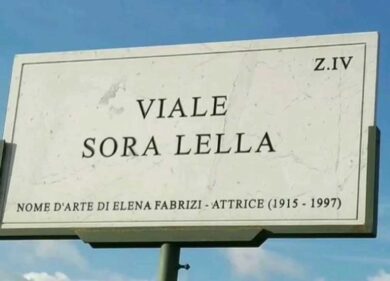 Z.IV
VIALE
SORA LELLA
NOME D'ARTE DI ELENA FABRIZI - ATTRICE (1915 - 1997)